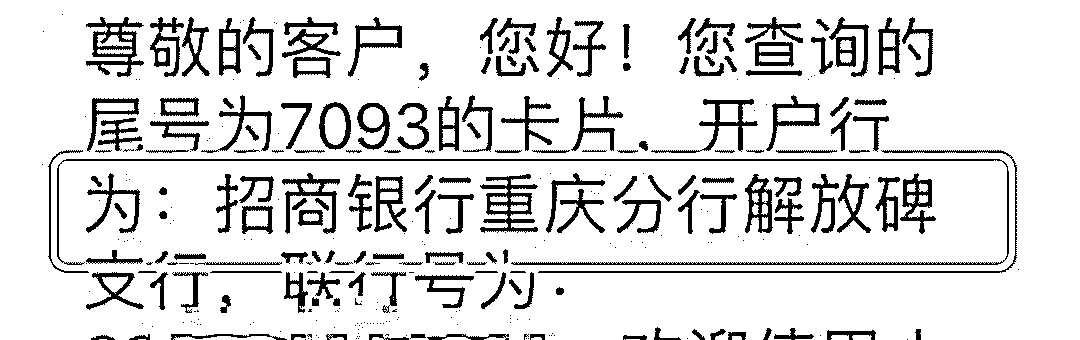 尊敬的客户，您好！您查询的
尾号为7093的卡片，开户行
为：招商银行重庆分行解放碑
支行，联行号为：